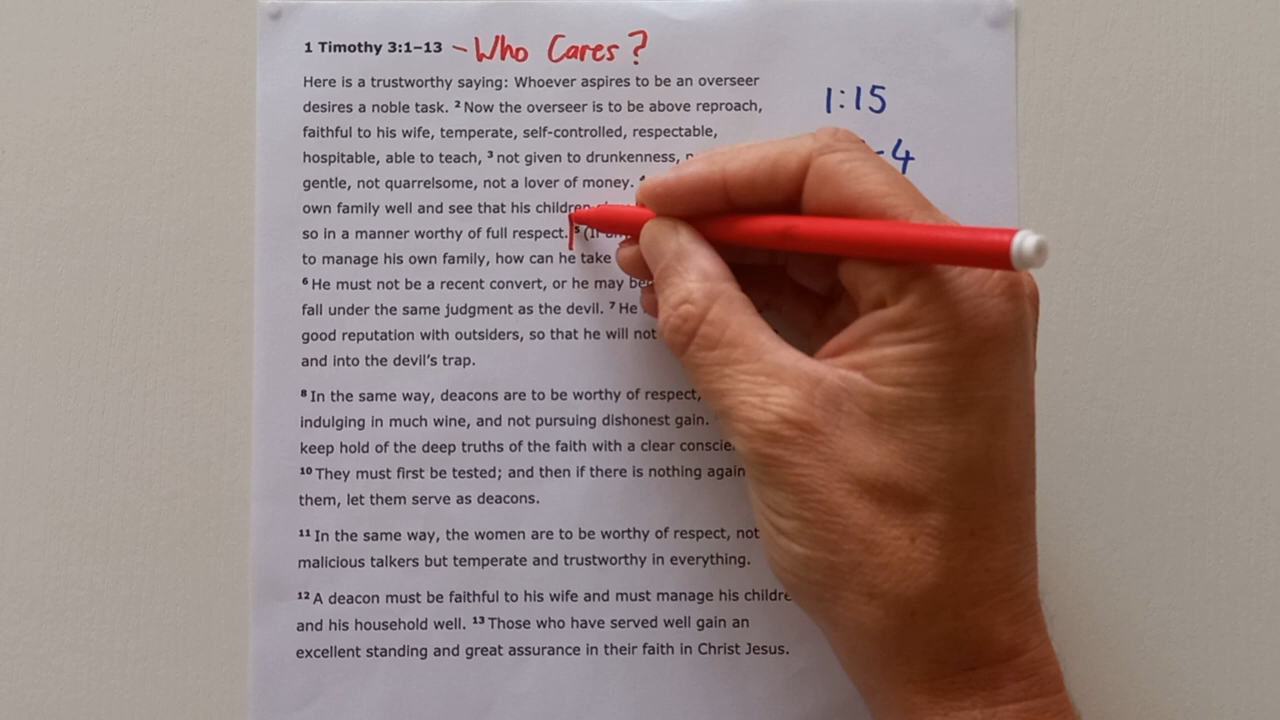 1 Timothy 3:1–13 – Who Cares?
Here is a trustworthy saying: Whoever aspires to be an overseer
1:15
desires a noble task. ² Now the overseer is to be above reproach,
faithful to his wife, temperate, self-controlled, respectable,
hospitable, able to teach, ³ not given to drunkenness,
-4
gentle, not quarrelsome, not a lover of money.
own family well and see that his children
so in a manner worthy of full respect. ⁵ (If
to manage his own family, how can he take
⁶ He must not be a recent convert, or he may
fall under the same judgment as the devil. ⁷ He
good reputation with outsiders, so that he will not
and into the devil's trap.
⁸ In the same way, deacons are to be worthy of respect,
indulging in much wine, and not pursuing dishonest gain.
keep hold of the deep truths of the faith with a clear
¹⁰ They must first be tested; and then if there is nothing
them, let them serve as deacons.
¹¹ In the same way, the women are to be worthy of respect, not
malicious talkers but temperate and trustworthy in everything.
¹² A deacon must be faithful to his wife and must manage his
and his household well. ¹³ Those who have served well gain an
excellent standing and great assurance in their faith in Christ Jesus.